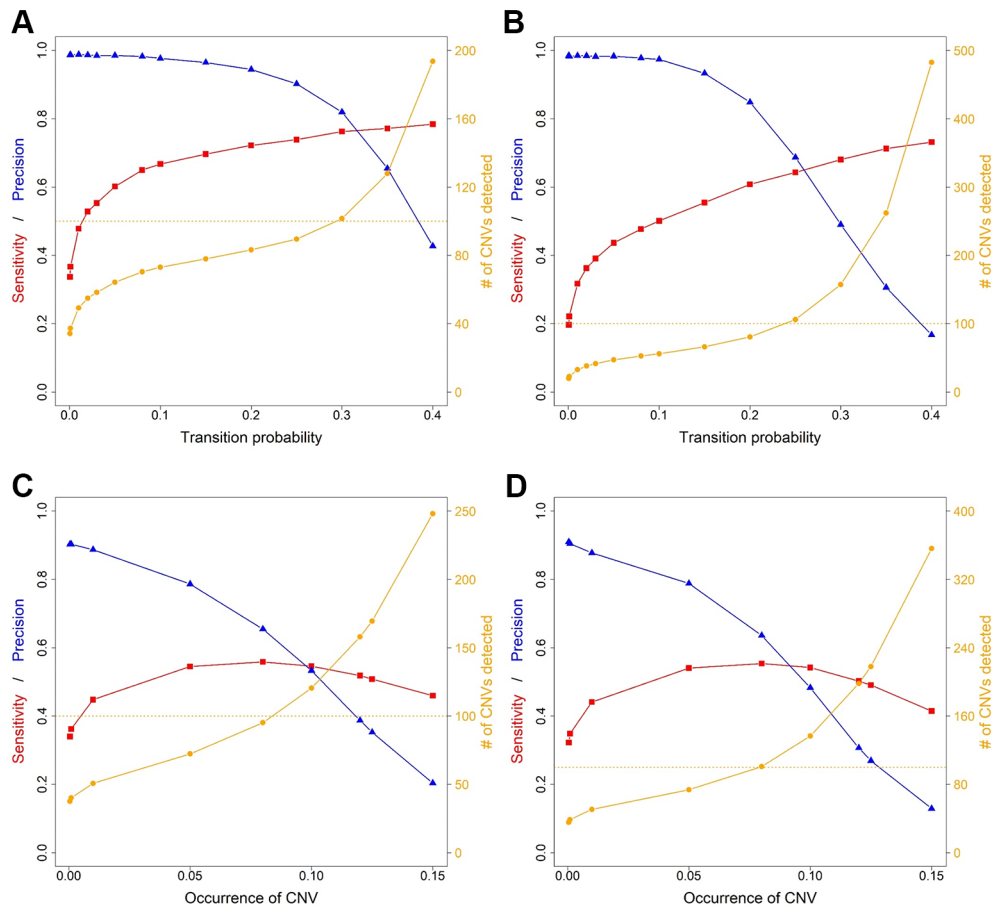 A
1.0
0.8
0.6
0.4
0.2
0.0
Sensitivity / Precision
200
160
120
80
40
0
# of CNVs detected
0.0 0.1 0.2 0.3 0.4
Transition probability
B
1.0
0.8
0.6
0.4
0.2
0.0
Sensitivity / Precision
500
400
300
200
100
0
# of CNVs detected
0.0 0.1 0.2 0.3 0.4
Transition probability
C
1.0
0.8
0.6
0.4
0.2
0.0
Sensitivity / Precision
250
200
150
100
50
0
# of CNVs detected
0.00 0.05 0.10 0.15
Occurrence of CNV
D
1.0
0.8
0.6
0.4
0.2
0.0
Sensitivity / Precision
400
320
240
160
80
0
# of CNVs detected
0.00 0.05 0.10 0.15
Occurrence of CNV